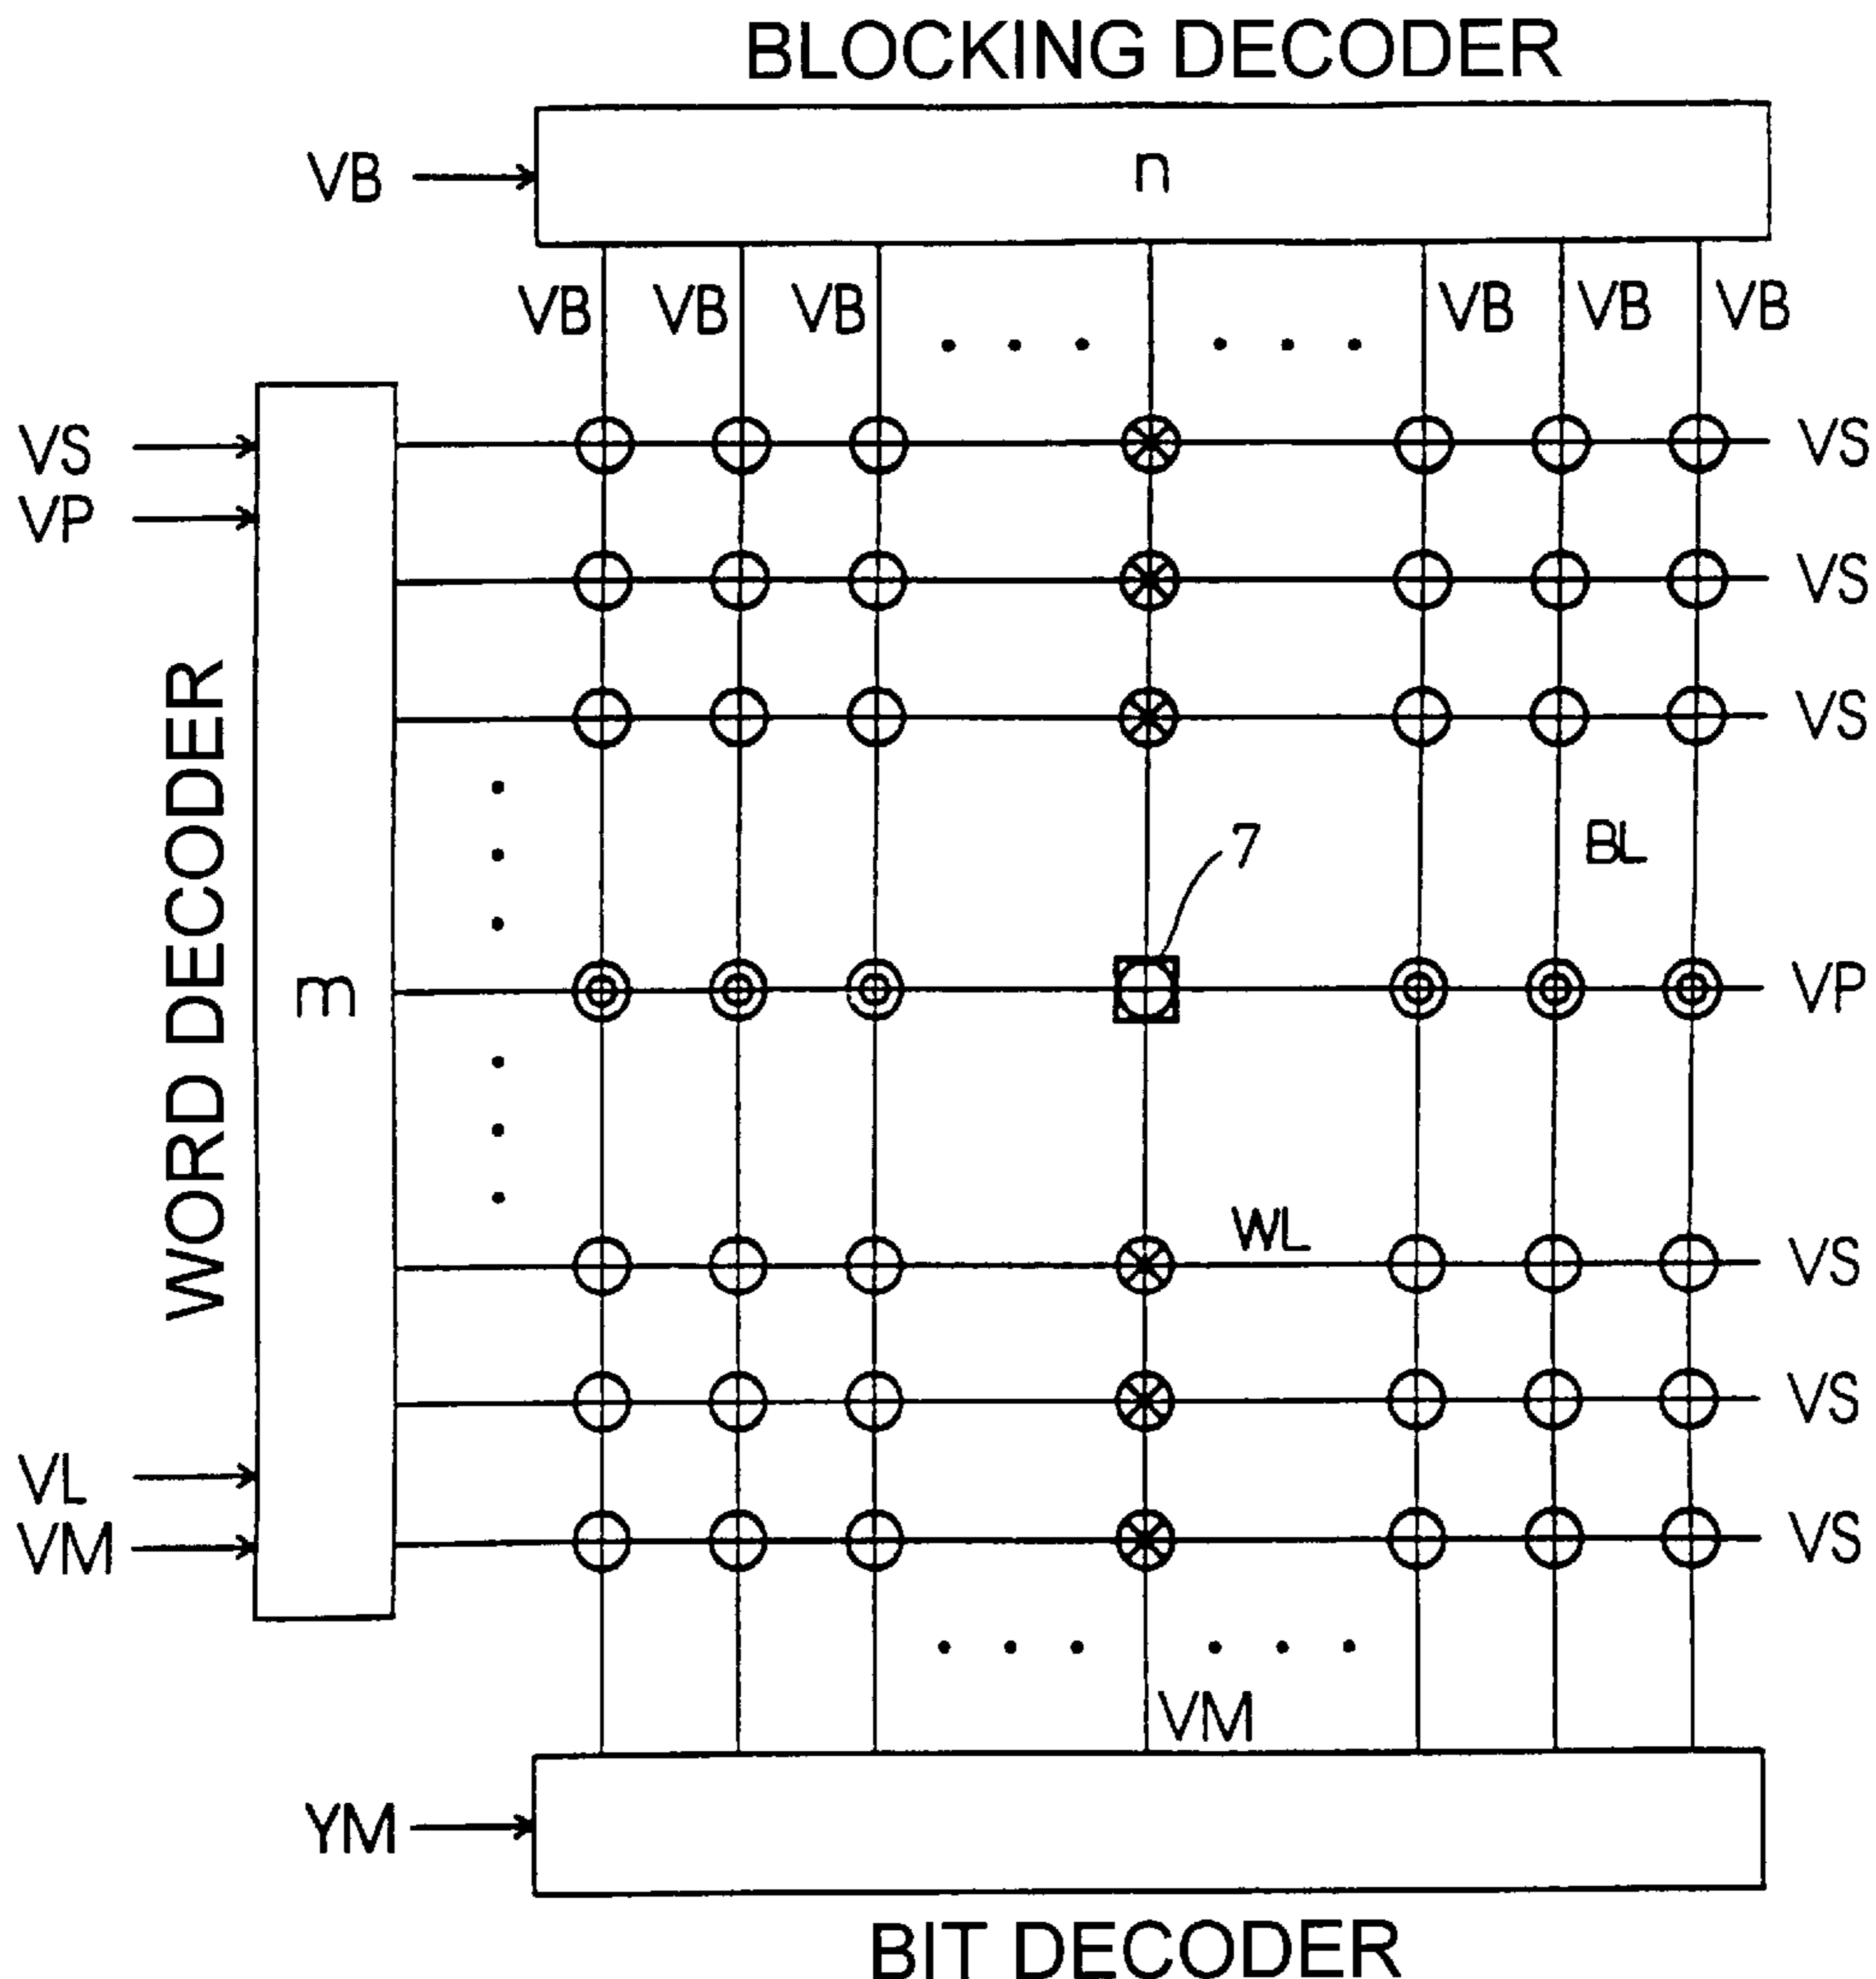 BLOCKING DECODER
VB
n
VB VB VB VB VB VB
VS
VS
VP
VS
VS
WORD DECODER
7
BL
m
VP
WL
VS
VS
VL
VM
VS
VM
YM
BIT DECODER